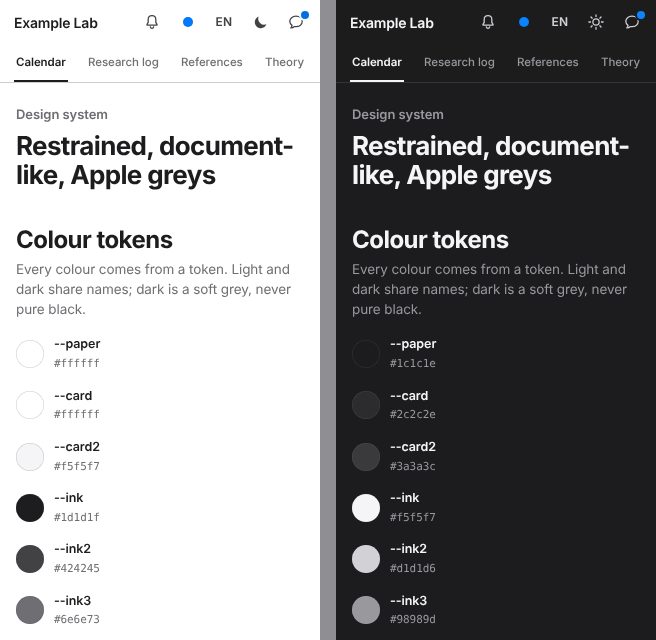 Example Lab
EN
Calendar
Research log
References
Theory
Design system
Restrained, document-
like, Apple greys
Colour tokens
Every colour comes from a token. Light and
dark share names; dark is a soft grey, never
pure black.
--paper
#ffffff
--card
#ffffff
--card2
#f5f5f7
--ink
#1d1d1f
--ink2
#424245
--ink3
#6e6e73
Example Lab
EN
Calendar
Research log
References
Theory
Design system
Restrained, document-
like, Apple greys
Colour tokens
Every colour comes from a token. Light and
dark share names; dark is a soft grey, never
pure black.
--paper
#1c1c1e
--card
#2c2c2e
--card2
#3a3a3c
--ink
#f5f5f7
--ink2
#d1d1d6
--ink3
#98989d